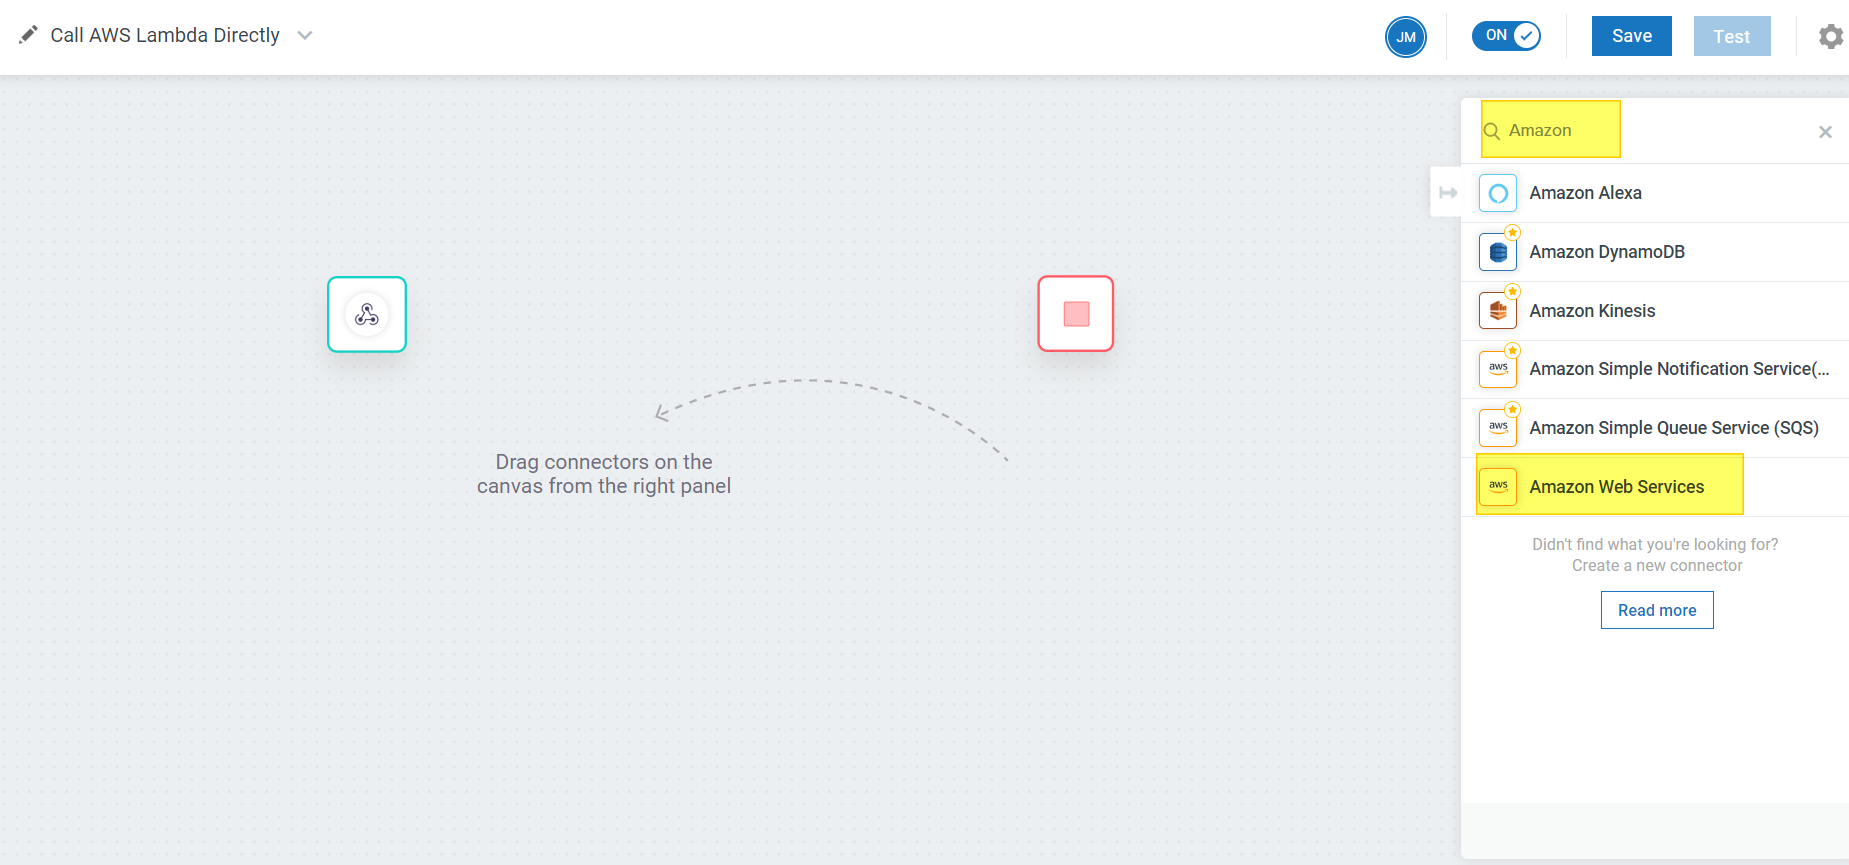 Call AWS Lambda Directly
JM
ON
Save
Test
Amazon
Amazon Alexa
Amazon DynamoDB
Amazon Kinesis
aws
Amazon Simple Notification Service(...
aws
Amazon Simple Queue Service (SQS)
aws
Amazon Web Services
Drag connectors on the
canvas from the right panel
Didn't find what you're looking for?
Create a new connector
Read more